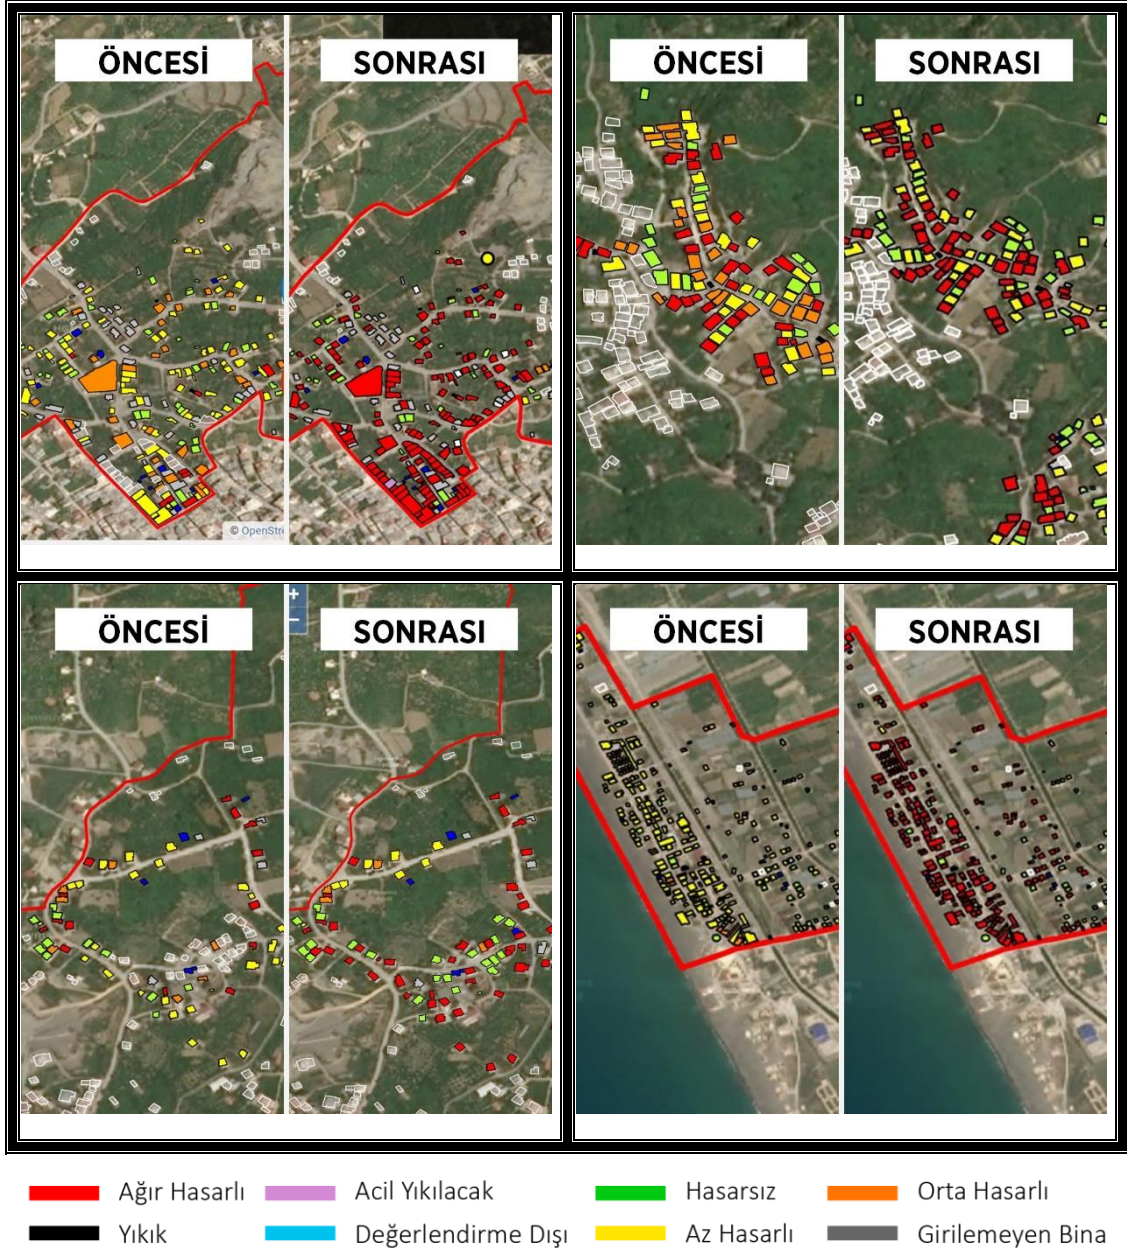 ÖNCESİ SONRASI ÖNCESİ SONRASI
© OpenStre
ÖNCESİ SONRASI ÖNCESİ SONRASI
+
−
Ağır Hasarlı Acil Yıkılacak Hasarsız Orta Hasarlı
Yıkık Değerlendirme Dışı Az Hasarlı Girilemeyen Bina